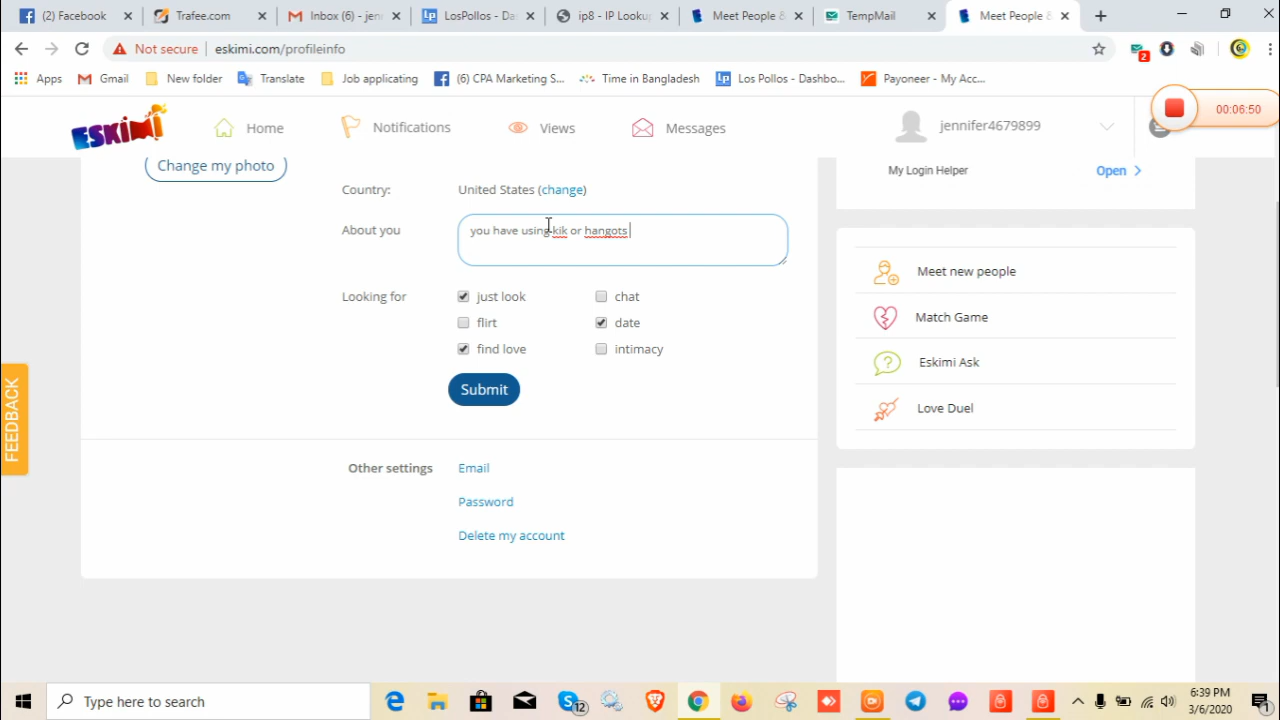 (2) Facebook
Trafee.com
Inbox (6) - jen
LosPollos - Da
ip8 - IP Looku
Meet People &
TempMail
Meet People &
Not secure
eskimi.com/profileinfo
Apps
Gmail
New folder
Translate
Job applicating
(6) CPA Marketing S...
Time in Bangladesh
Los Pollos - Dashbo...
Payoneer - My Acc...
2
00:06:50
ESKIMI
Home
Notifications
Views
Messages
jennifer4679899
Change my photo
My Login Helper
Open
Country:
United States (change)
About you
you have using kik or hangots
Looking for
just look
chat
flirt
date
find love
intimacy
Submit
Meet new people
Match Game
Eskimi Ask
Love Duel
FEEDBACK
Other settings
Email
Password
Delete my account
Type here to search
12
6:39 PM
3/6/2020
1